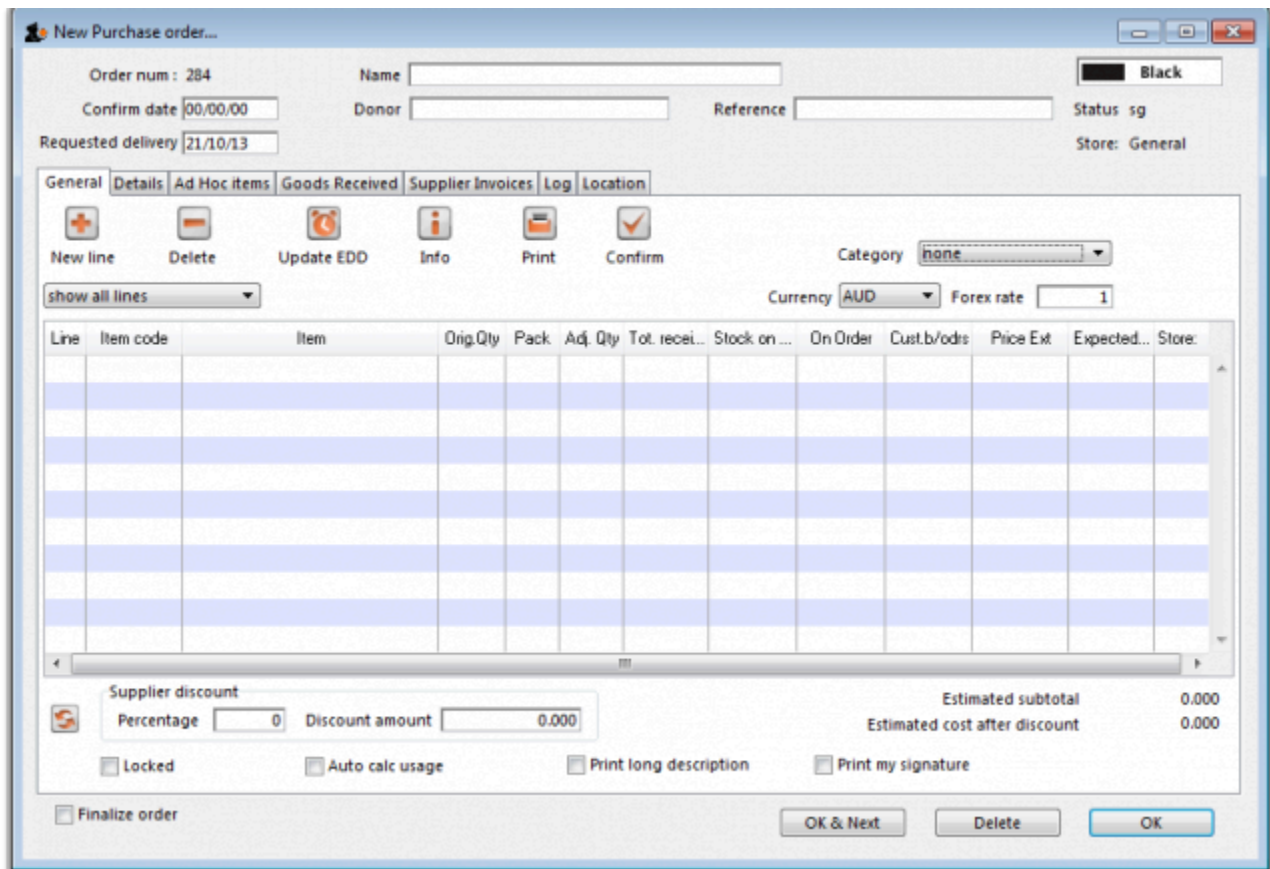 New Purchase order...
Order num : 284 Name Black
Confirm date 00/00/00 Donor Reference Status sg
Requested delivery 21/10/13 Store: General
General Details Ad Hoc items Goods Received Supplier Invoices Log Location
New line Delete Update EDD Info Print Confirm Category none
show all lines Currency AUD Forex rate 1
Line Item code Item Orig.Qty Pack Adj. Qty Tot. recei... Stock on ... On Order Cust.b/odrs Price Ext Expected... Store:
Supplier discount Estimated subtotal 0.000
Percentage 0 Discount amount 0.000 Estimated cost after discount 0.000
Locked Auto calc usage Print long description Print my signature
Finalize order OK & Next Delete OK